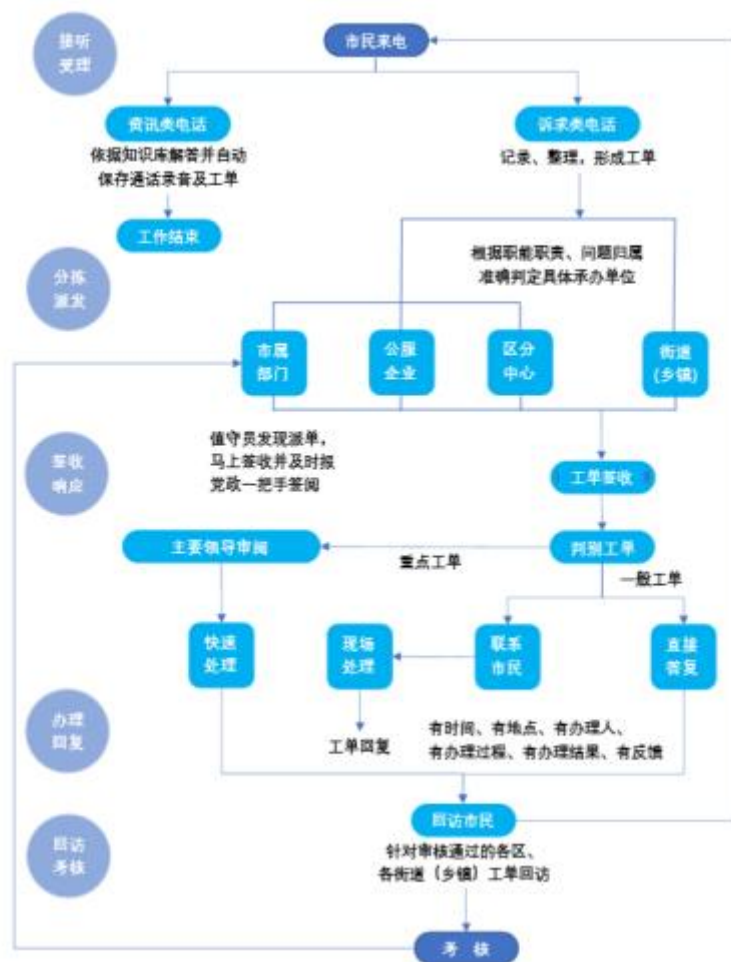 接听
受理
市民来电
资讯类电话
诉求类电话
依据知识库解答并自动
保存通话录音及工单
记录、整理,形成工单
工作结束
分拣
派发
根据职能职责、问题归属
准确判定具体承办单位
市属
部门
公服
企业
区分
中心
街道
(乡镇)
签收
响应
值守员发现派单,
马上签收并及时报
党政一把手签阅
工单签收
主要领导审阅
重点工单
判别工单
一般工单
快速
处理
现场
处理
联系
市民
直接
答复
办理
回复
工单回复
有时间、有地点、有办理人、
有办理过程、有办理结果、有反馈
回访
考核
回访市民
针对审核通过的各区、
各街道(乡镇)工单回访
考 核